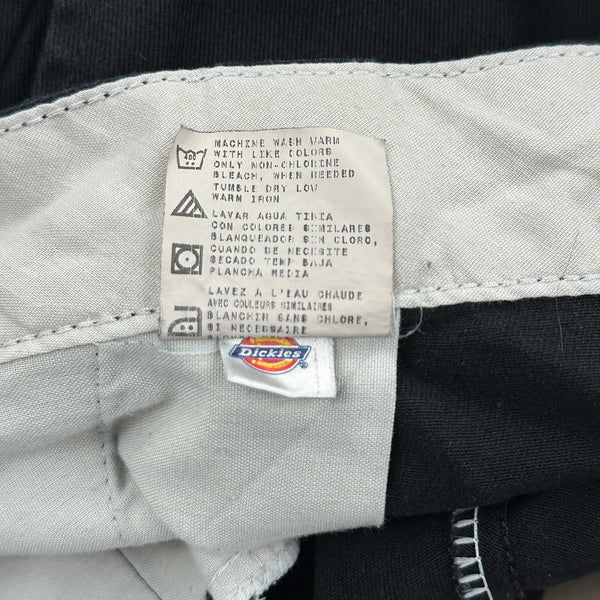 MACHINE WASH WARM
WITH LIKE COLORS
ONLY NON-CHLORINE
BLEACH, WHEN NEEDED
TUMBLE DRY LOW
WARM IRON
LAVAR AGUA TIBIA
CON COLORES SIMILARES
BLANQUEADOR SIN CLORO,
CUANDO SE NECESITE
SECADO TEMP BAJA
PLANCHA MEDIA
LAVEZ A L'EAU CHAUDE
AVEC COULEURS SIMILAIRES
BLANCHIR SANS CHLORE,
SI NECESSAIRE
Dickies®